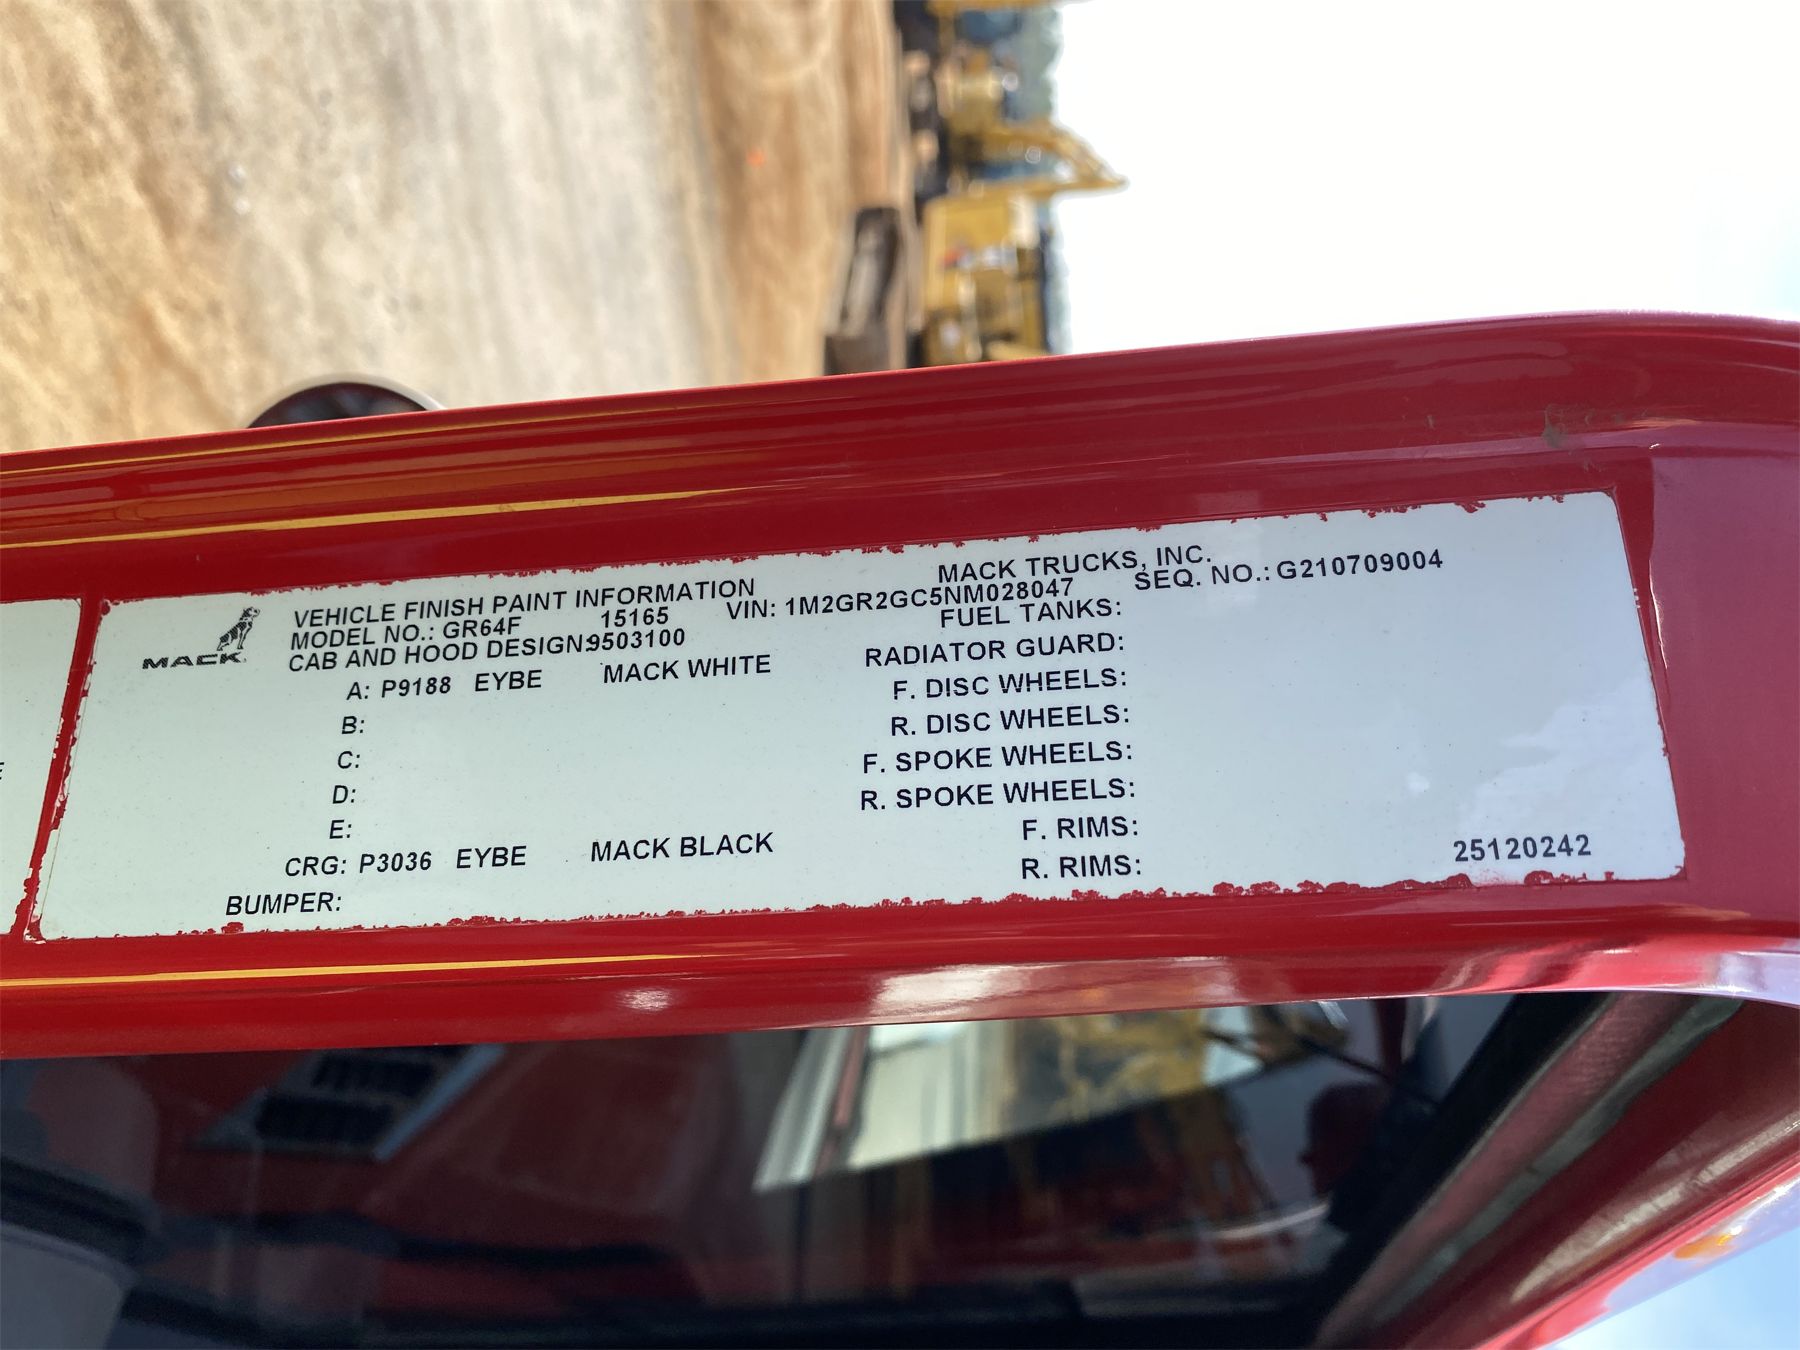 MACK TRUCKS, INC.
VEHICLE FINISH PAINT INFORMATION
MODEL NO.: GR64F 15165 VIN: 1M2GR2GC5NM028047 SEQ. NO.: G210709004
CAB AND HOOD DESIGN: 9503100 FUEL TANKS:
MACK
A: P9188 EYBE MACK WHITE RADIATOR GUARD:
B: F. DISC WHEELS:
C: R. DISC WHEELS:
D: F. SPOKE WHEELS:
E: R. SPOKE WHEELS:
CRG: P3036 EYBE MACK BLACK F. RIMS:
BUMPER: R. RIMS:
25120242